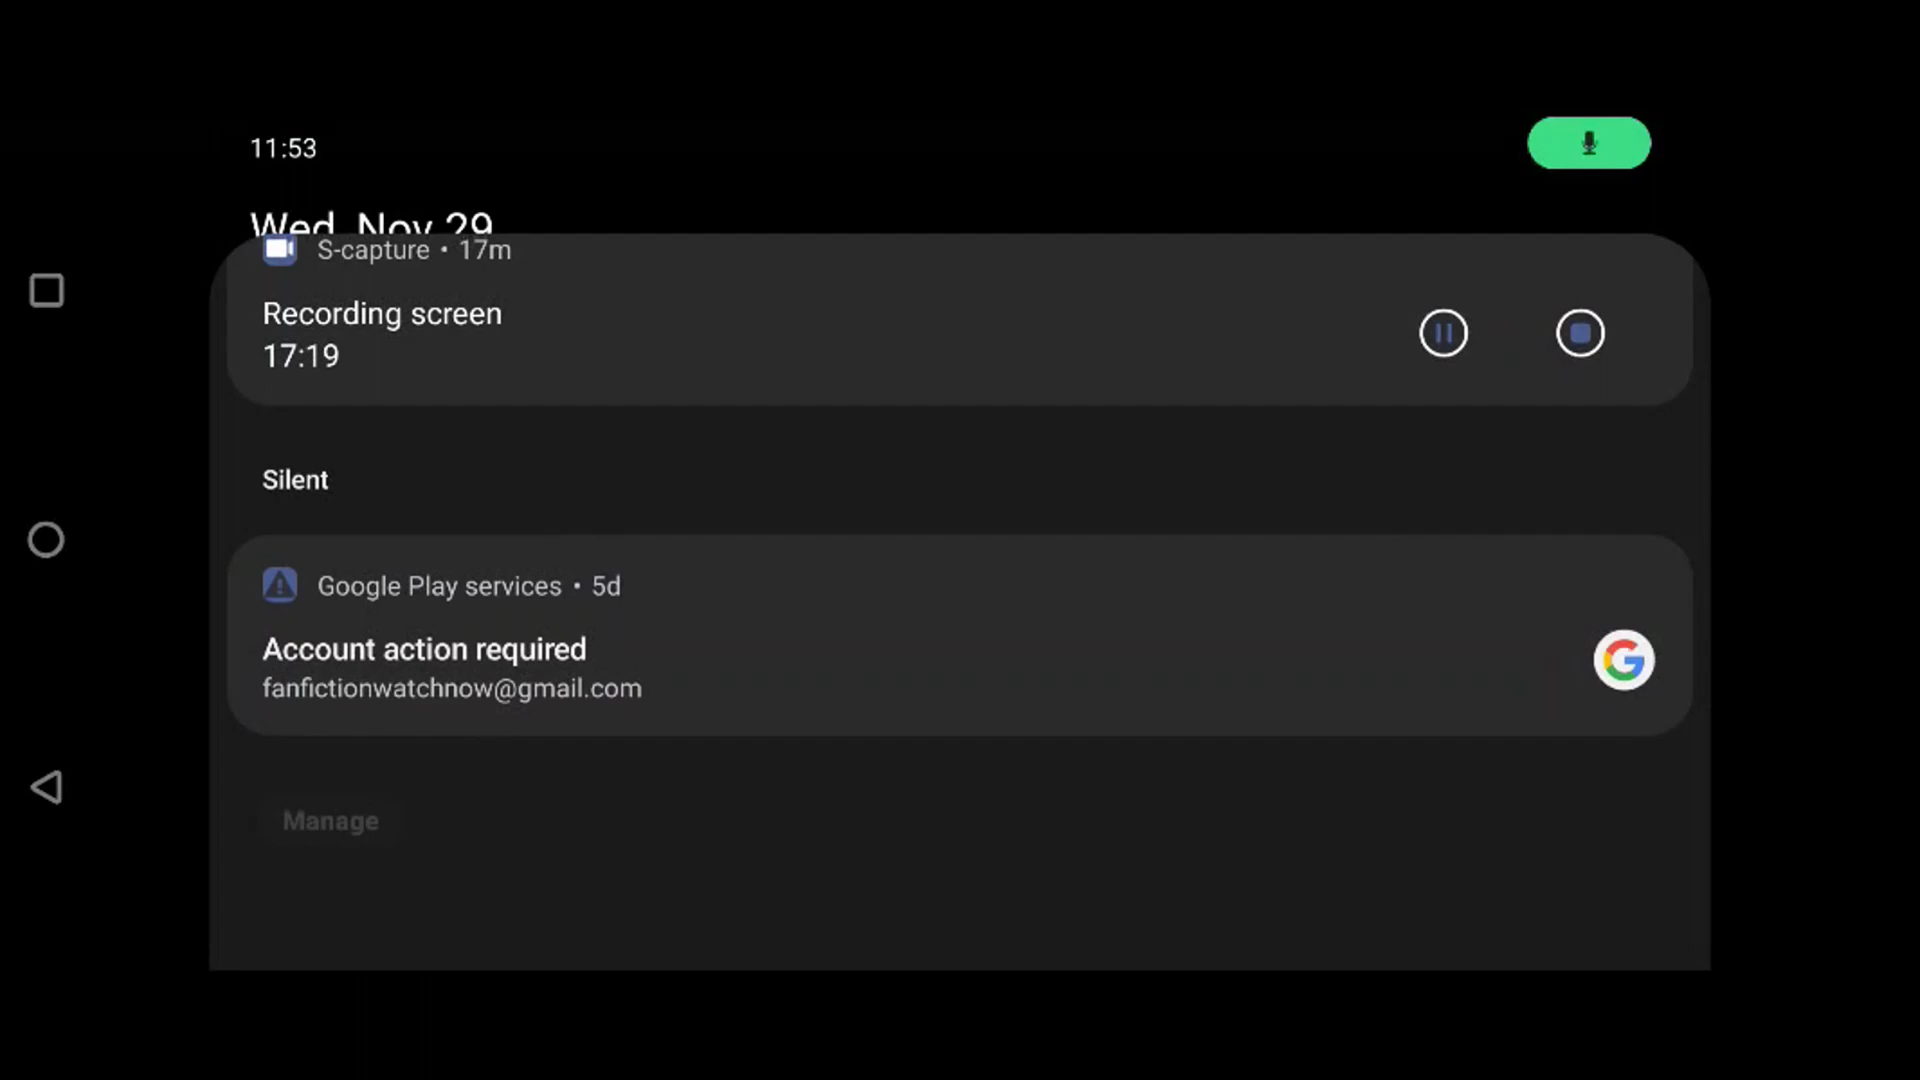 11:53
Wed, Nov 29
S-capture • 17m
Recording screen
17:19
Silent
Google Play services • 5d
Account action required
fanfictionwatchnow@gmail.com
Manage